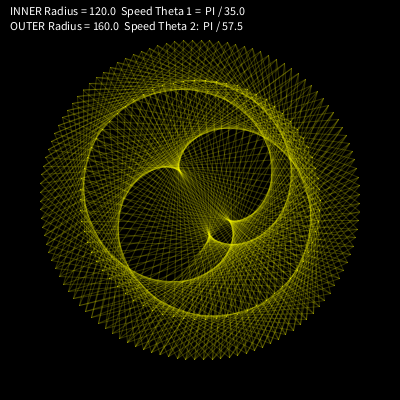 INNER Radius = 120.0  Speed Theta 1 =  PI / 35.0
OUTER Radius = 160.0  Speed Theta 2:  PI / 57.5